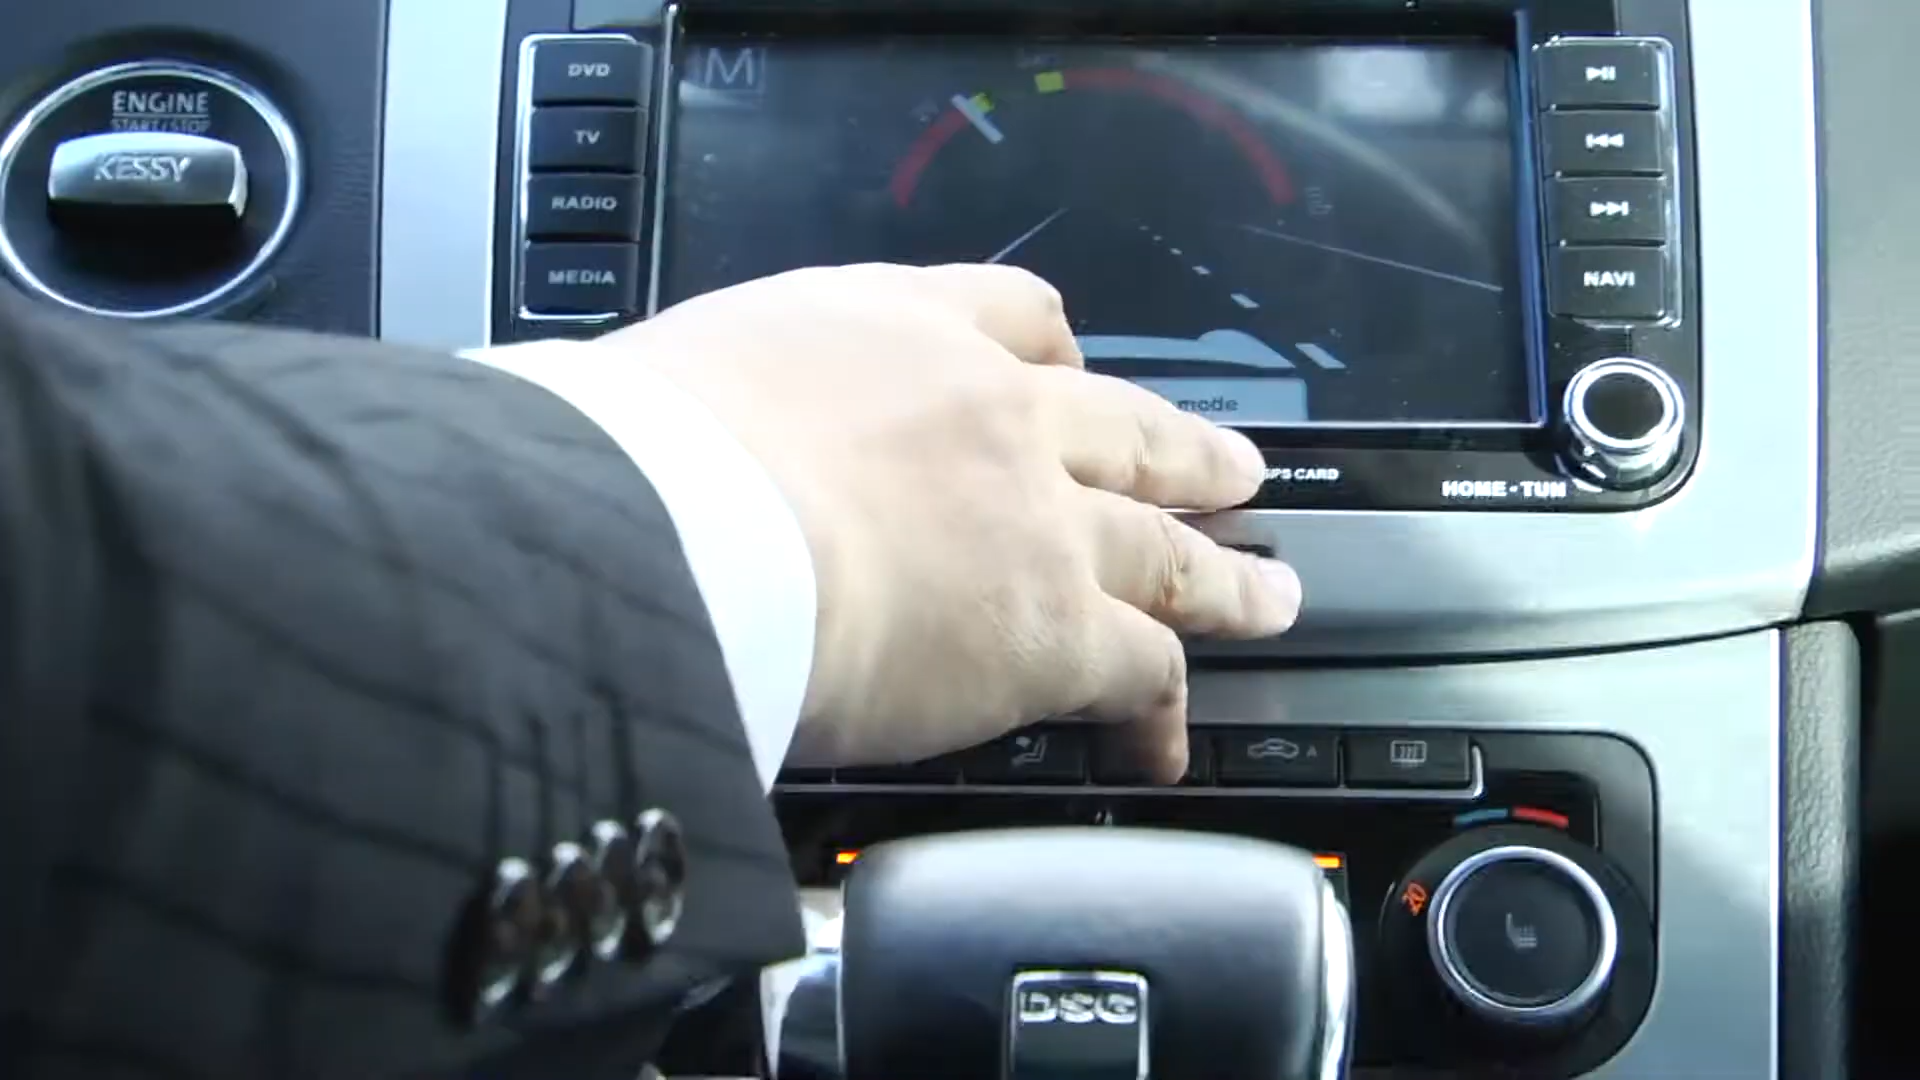 ENGINE
START/STOP
KESSY
DVD
TV
RADIO
MEDIA
M
mode
NAVI
GPS CARD
HOME-TUN
A
20
DSG